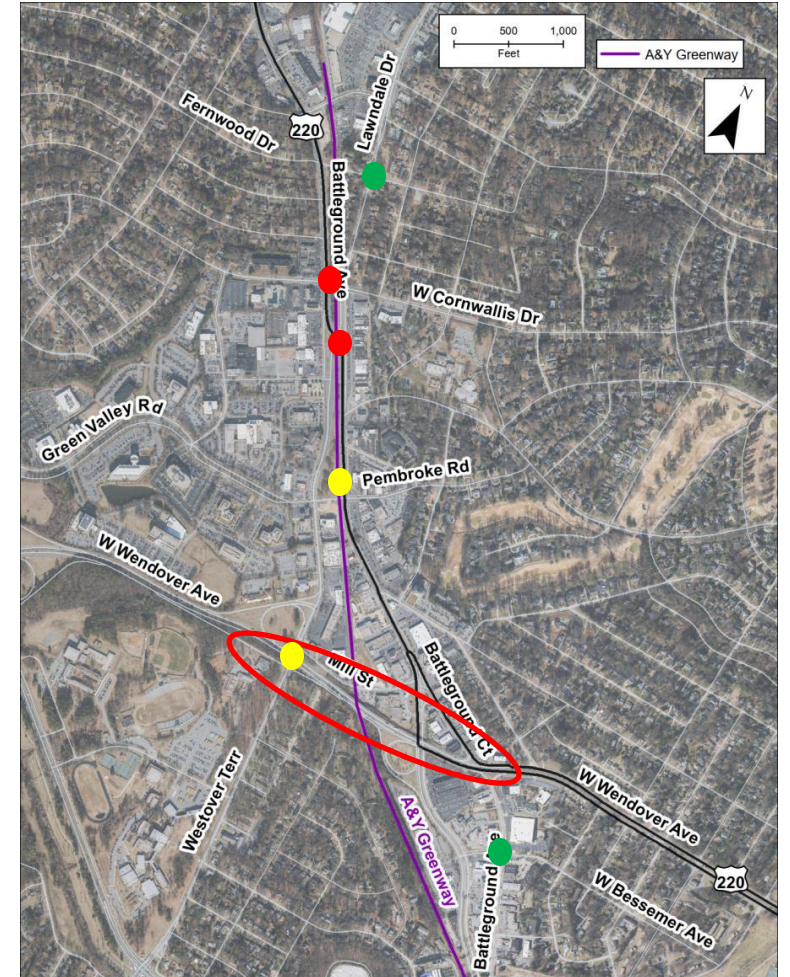 0 500 1,000
Feet
A&Y Greenway
N
Lawndale Dr
Fernwood Dr
220
Battleground Ave
W Cornwallis Dr
Green Valley Rd
Pembroke Rd
W Wendover Ave
Mill St
Battleground Ct
Westover Terr
W Wendover Ave
A&Y Greenway
Battleground Ave
W Bessemer Ave
220